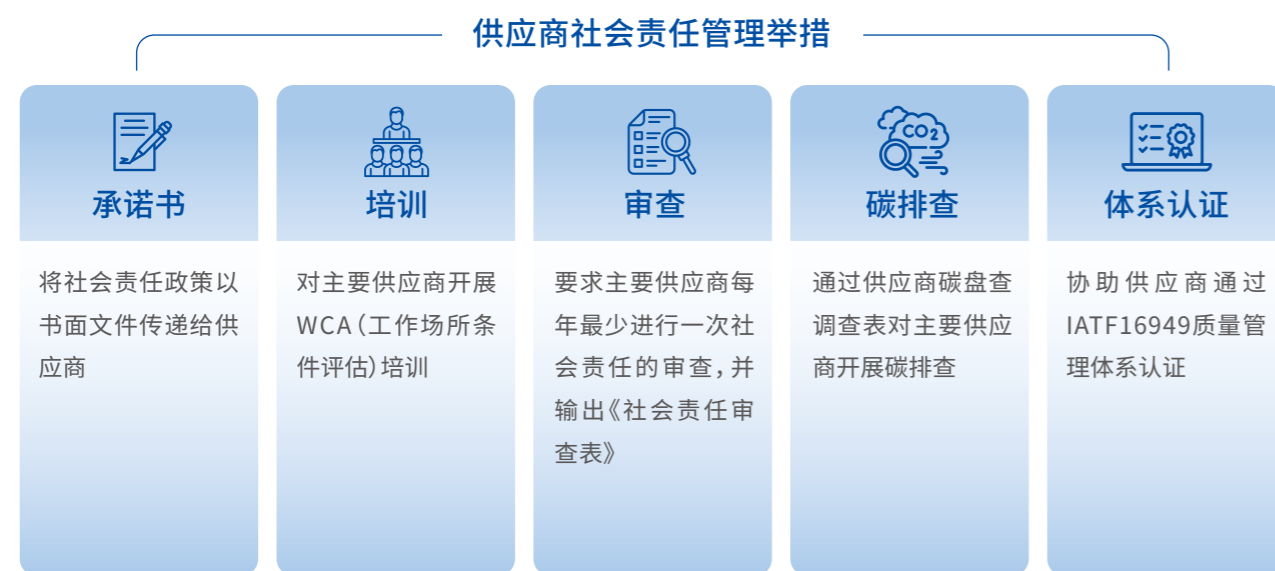 供应商社会责任管理举措
承诺书
将社会责任政策以
书面文件传递给供
应商
培训
对主要供应商开展
WCA（工作场所条
件评估）培训
审查
要求主要供应商每
年最少进行一次社
会责任的审查，并
输出《社会责任审
查表》
CO2
碳排查
通过供应商碳盘查
调查表对主要供应
商开展碳排查
体系认证
协助供应商通过
IATF16949质量管
理体系认证